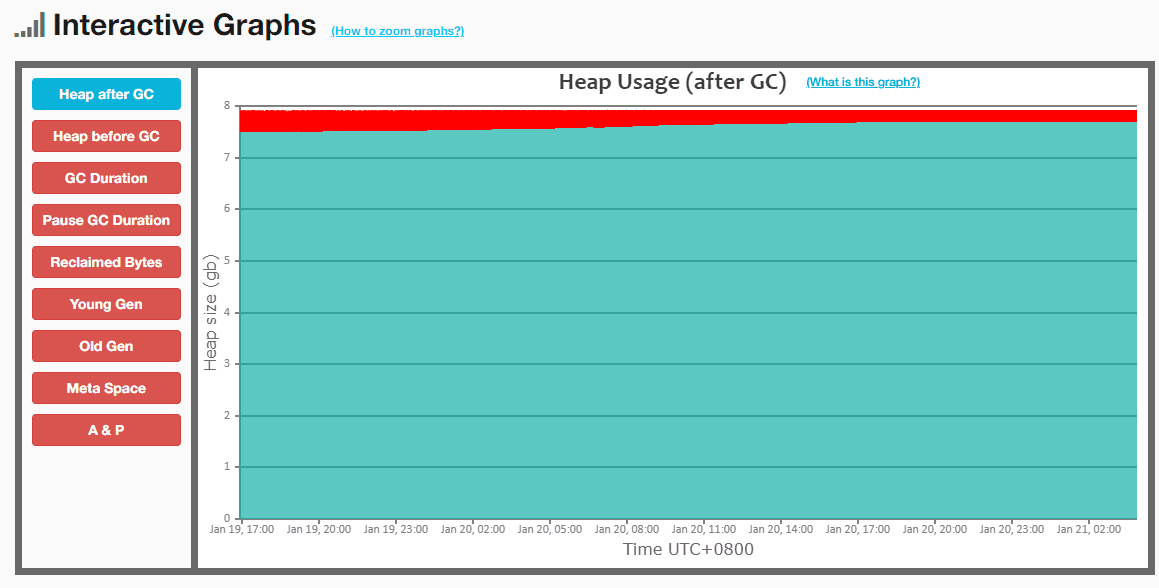 Interactive Graphs (How to zoom graphs?)
Heap after GC
Heap before GC
GC Duration
Pause GC Duration
Reclaimed Bytes
Young Gen
Old Gen
Meta Space
A & P
Heap Usage (after GC) (What is this graph?)
Heap size (gb)
8
7
6
5
4
3
2
1
0
Jan 19, 17:00 Jan 19, 20:00 Jan 19, 23:00 Jan 20, 02:00 Jan 20, 05:00 Jan 20, 08:00 Jan 20, 11:00 Jan 20, 14:00 Jan 20, 17:00 Jan 20, 20:00 Jan 20, 23:00 Jan 21, 02:00
Time UTC+0800